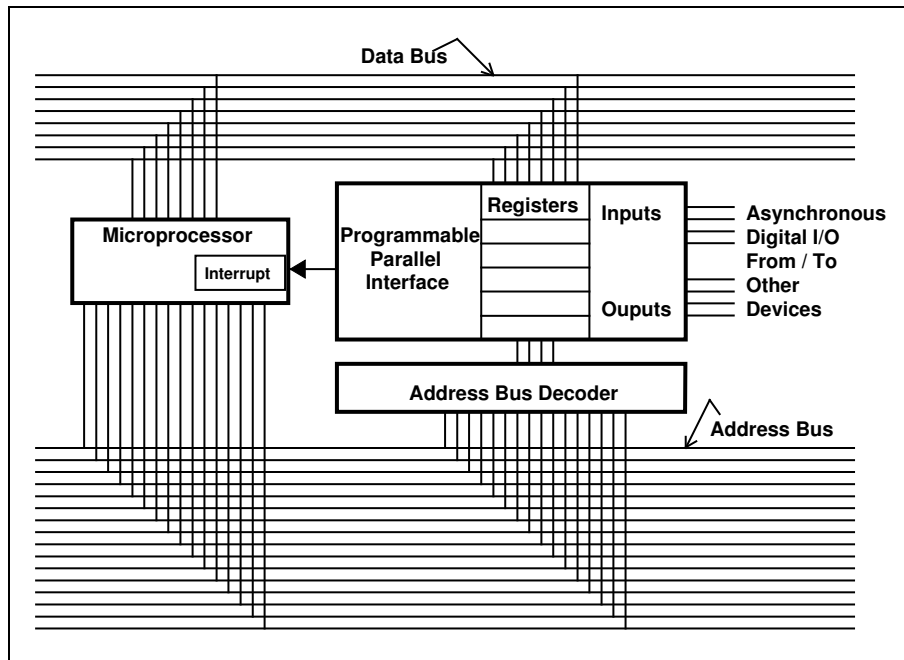 Data Bus
Microprocessor
Interrupt
Programmable
Parallel
Interface
Registers
Inputs
Ouputs
Asynchronous
Digital I/O
From / To
Other
Devices
Address Bus Decoder
Address Bus